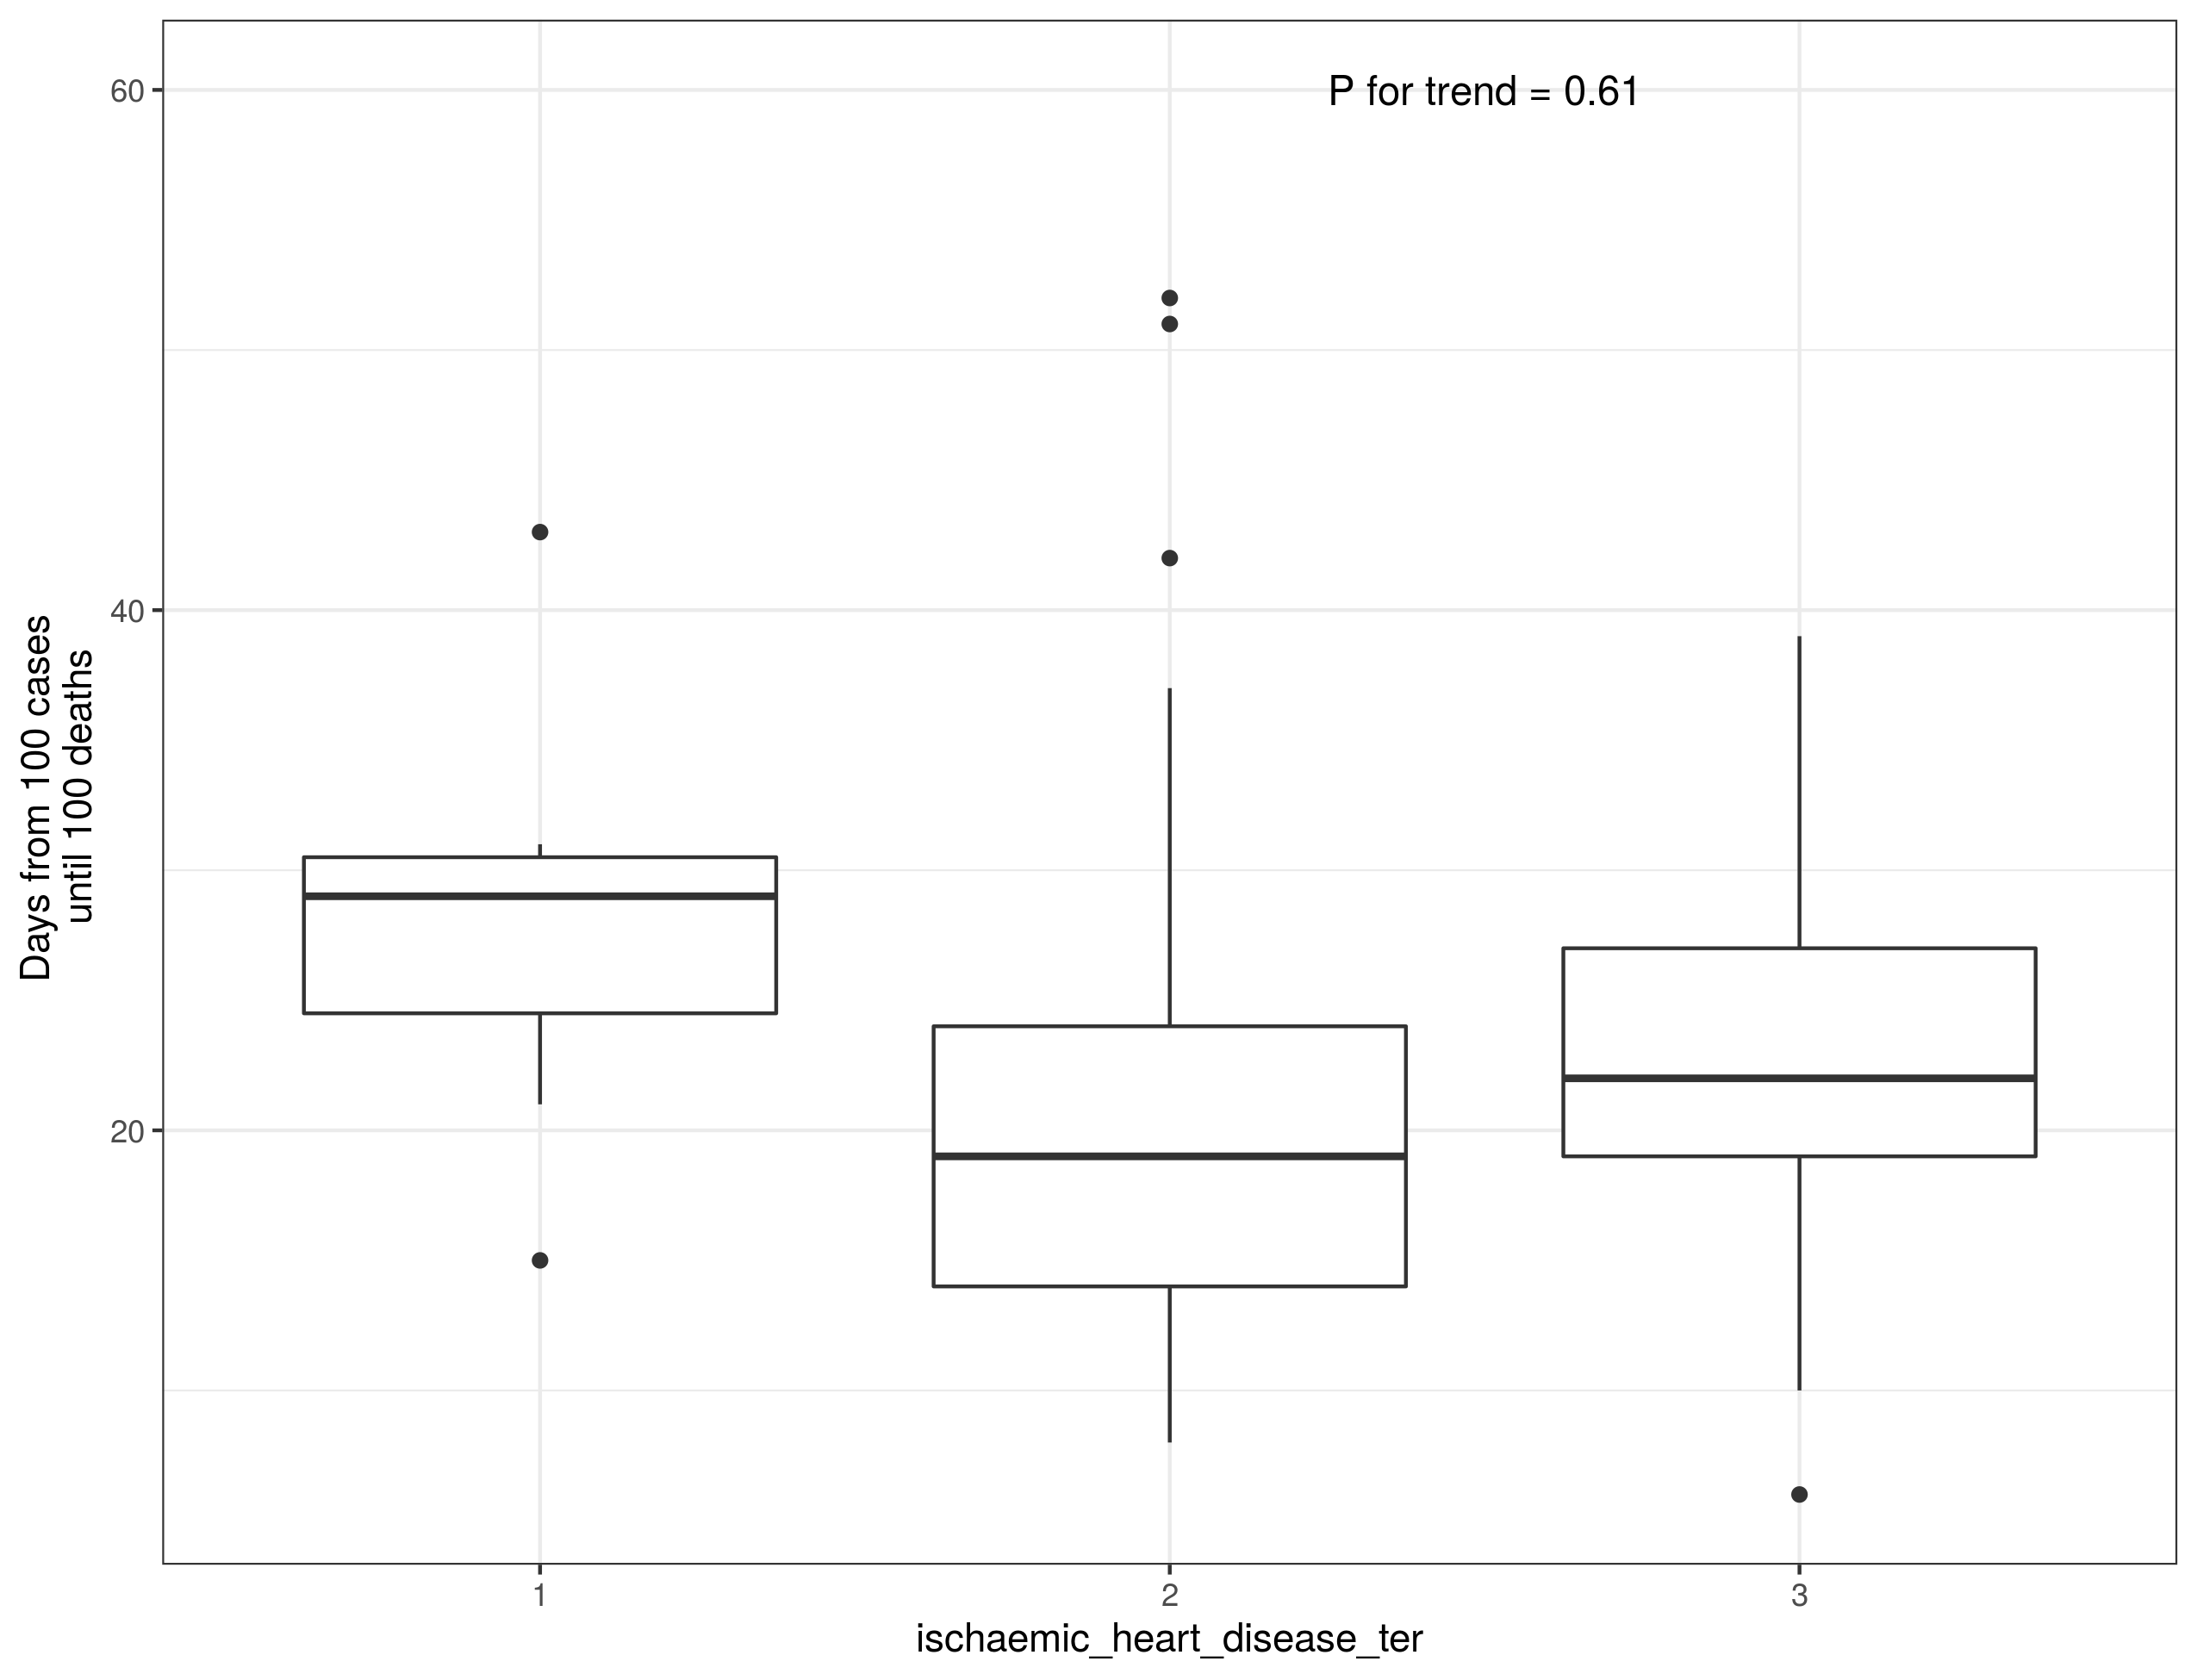 P for trend = 0.61
60
40
20
Days from 100 cases
until 100 deaths
1
2
3
ischaemic_heart_disease_ter